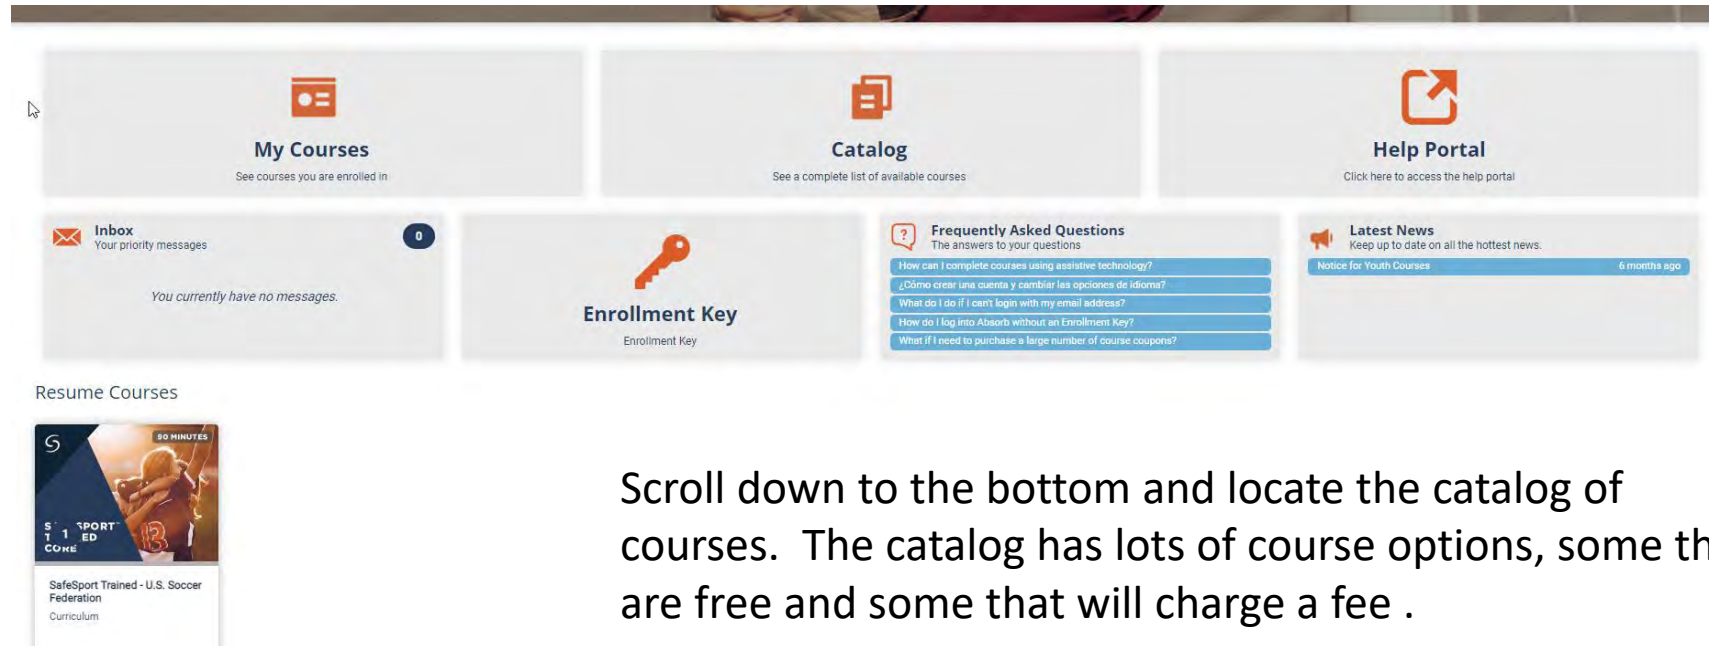 My Courses
See courses you are enrolled in
Catalog
See a complete list of available courses
Help Portal
Click here to access the help portal
Inbox
Your priority messages
0
You currently have no messages.
Enrollment Key
Enrollment Key
Frequently Asked Questions
The answers to your questions
How can I complete courses using assistive technology?
¿Cómo crear una cuenta y cambiar las opciones de idioma?
What do I do if I can't login with my email address?
How do I log into Absorb without an Enrollment Key?
What if I need to purchase a large number of course coupons?
Latest News
Keep up to date on all the hottest news.
Notice for Youth Courses 6 months ago
Resume Courses
90 MINUTES
1
CORE
SafeSport Trained - U.S. Soccer
Federation
Curriculum
Scroll down to the bottom and locate the catalog of
courses. The catalog has lots of course options, some th
are free and some that will charge a fee .